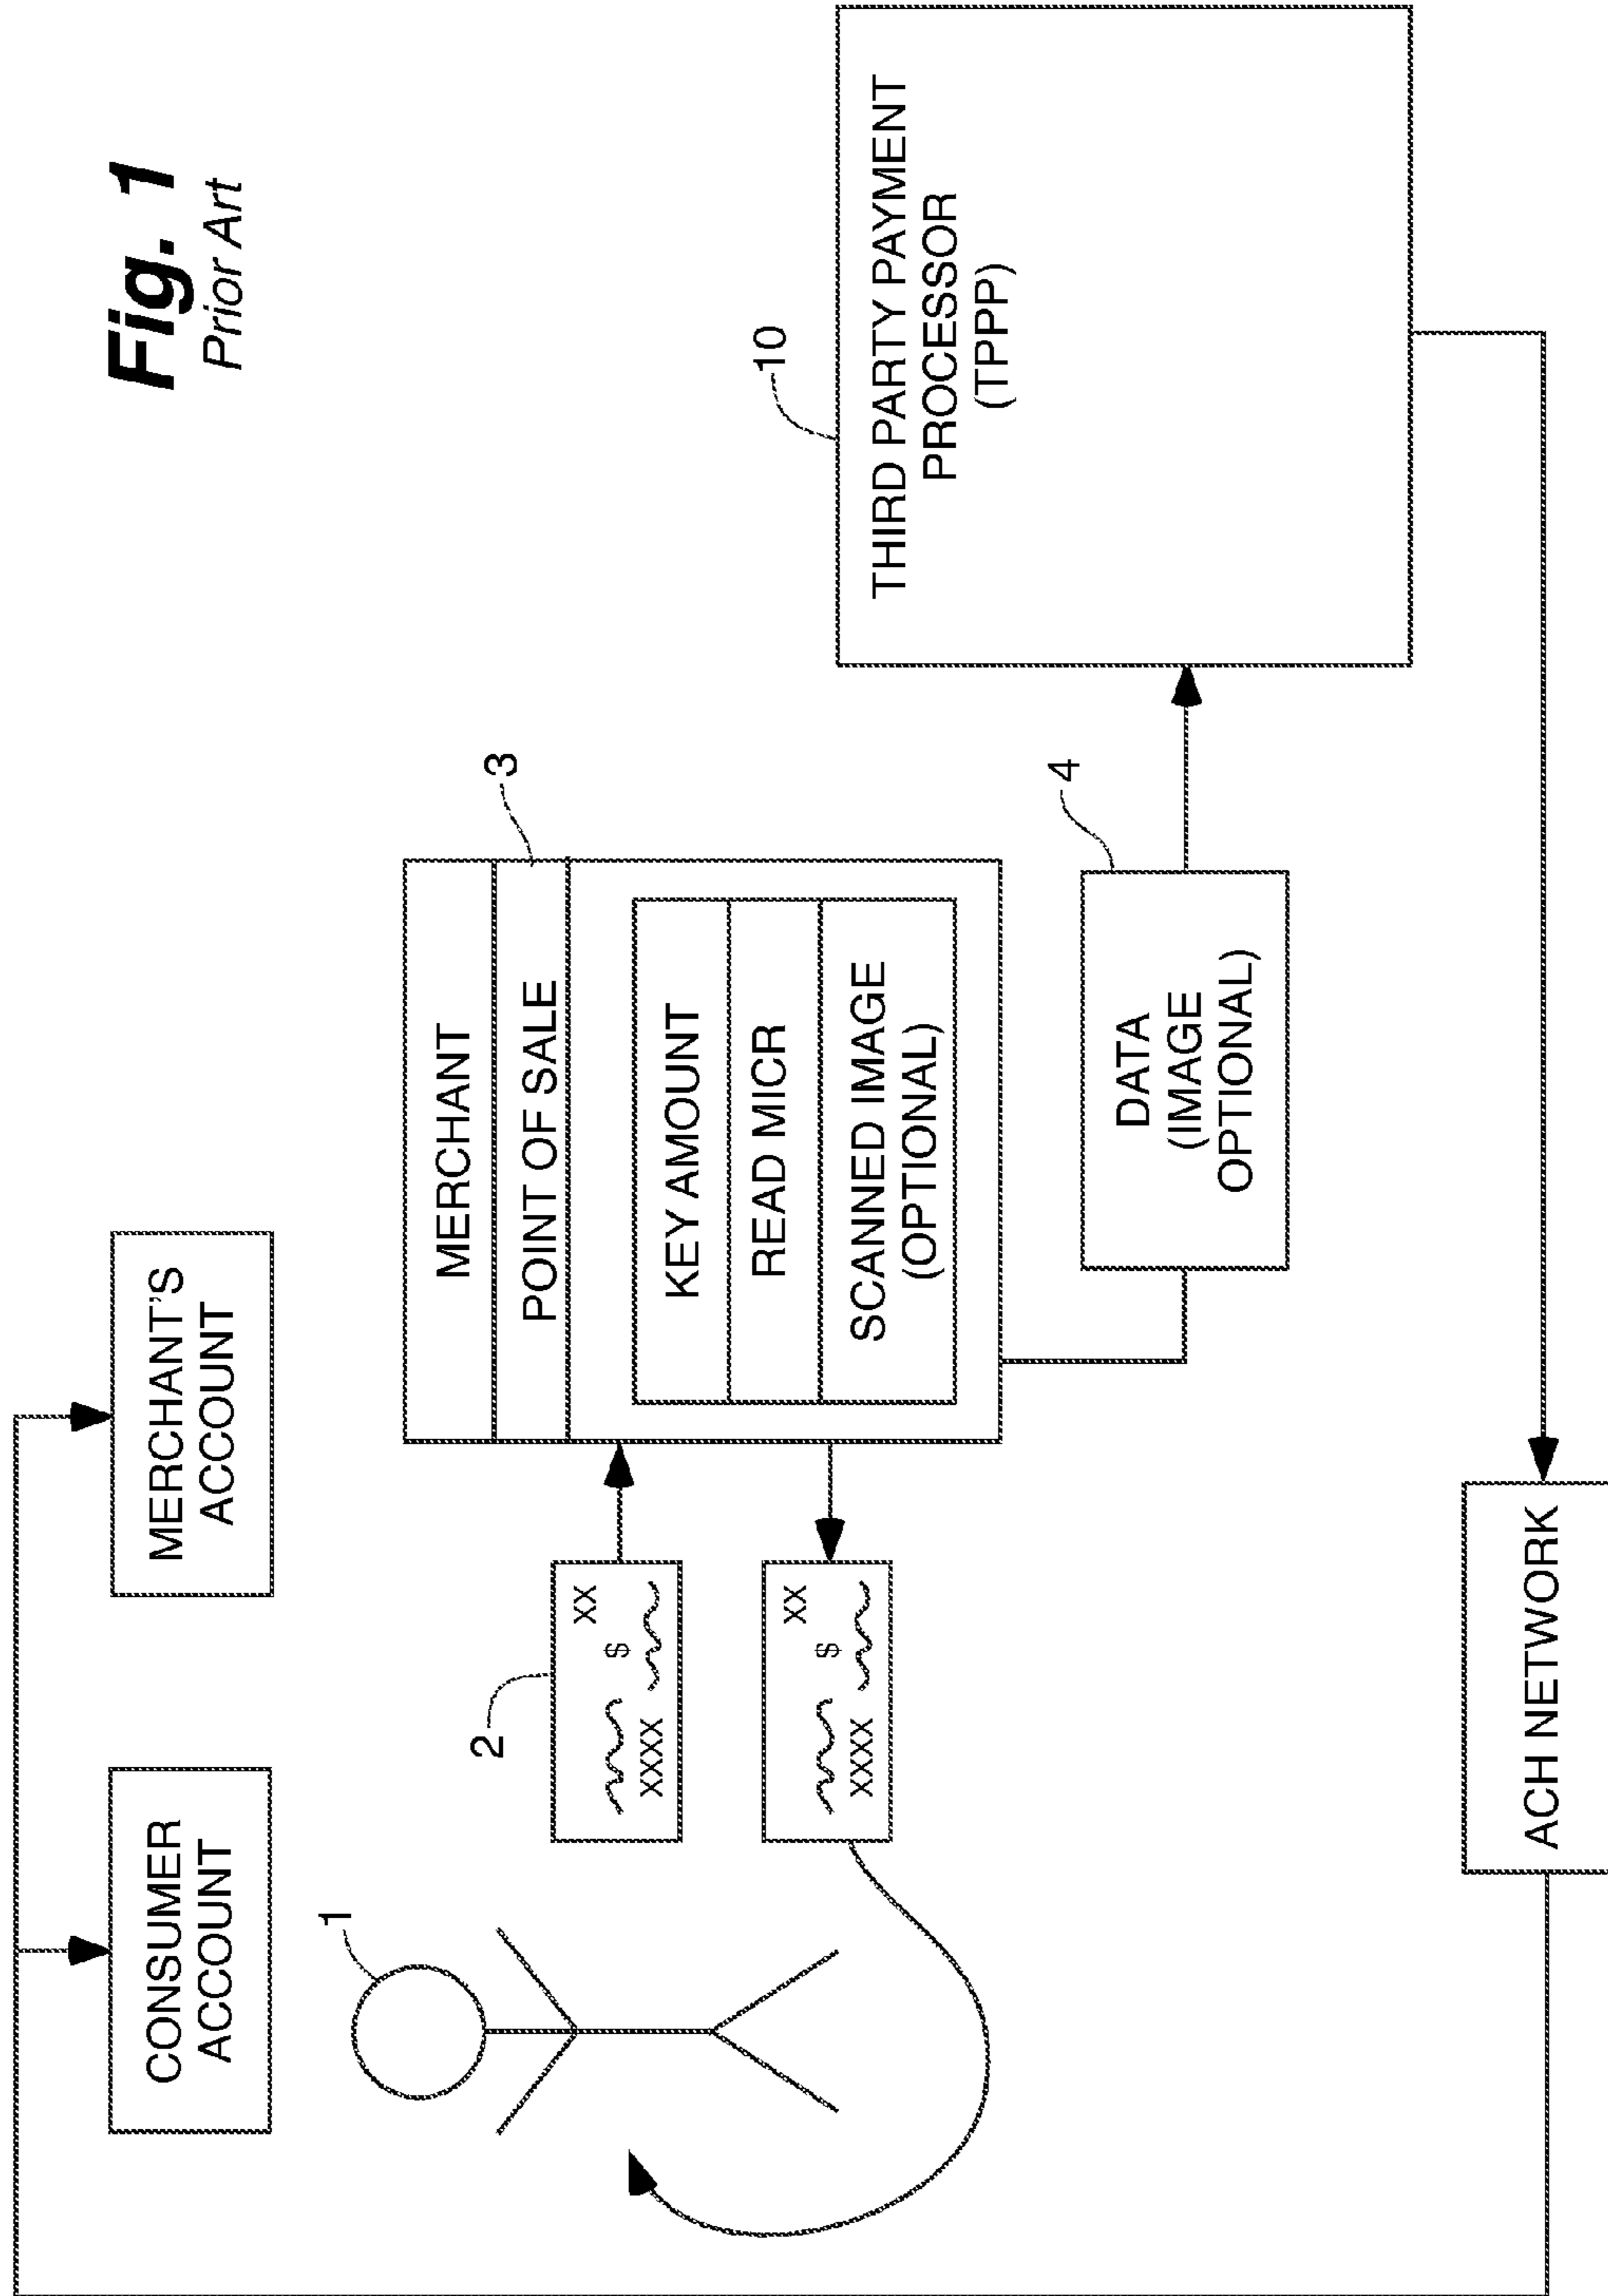 Fig. 1
Prior Art
CONSUMER
ACCOUNT
MERCHANT'S
ACCOUNT
1
2
XX
$
XXXX
XX
$
XXXX
3
MERCHANT
POINT OF SALE
KEY AMOUNT
READ MICR
SCANNED IMAGE
(OPTIONAL)
4
DATA
(IMAGE
OPTIONAL)
10
THIRD PARTY PAYMENT
PROCESSOR
(TPPP)
ACH NETWORK